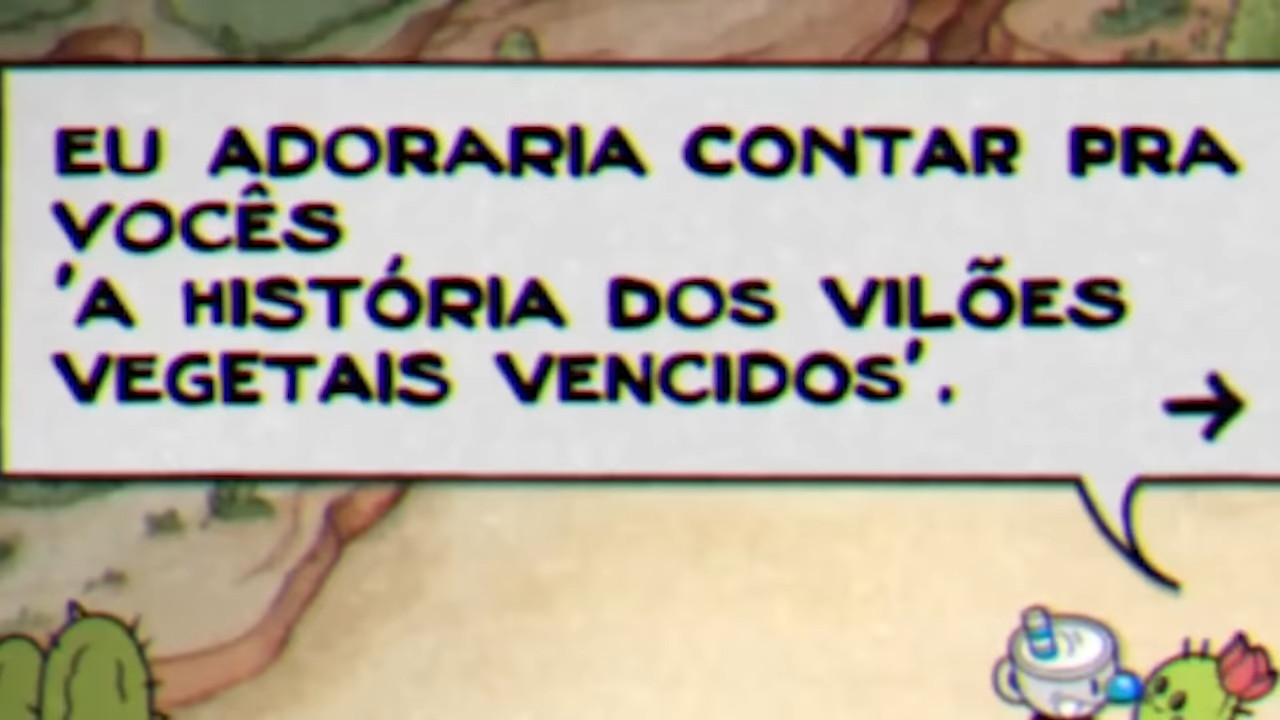 EU ADORARIA CONTAR PRA
VOCÊS
'A HISTÓRIA DOS VILÕES
VEGETAIS VENCIDOS'.